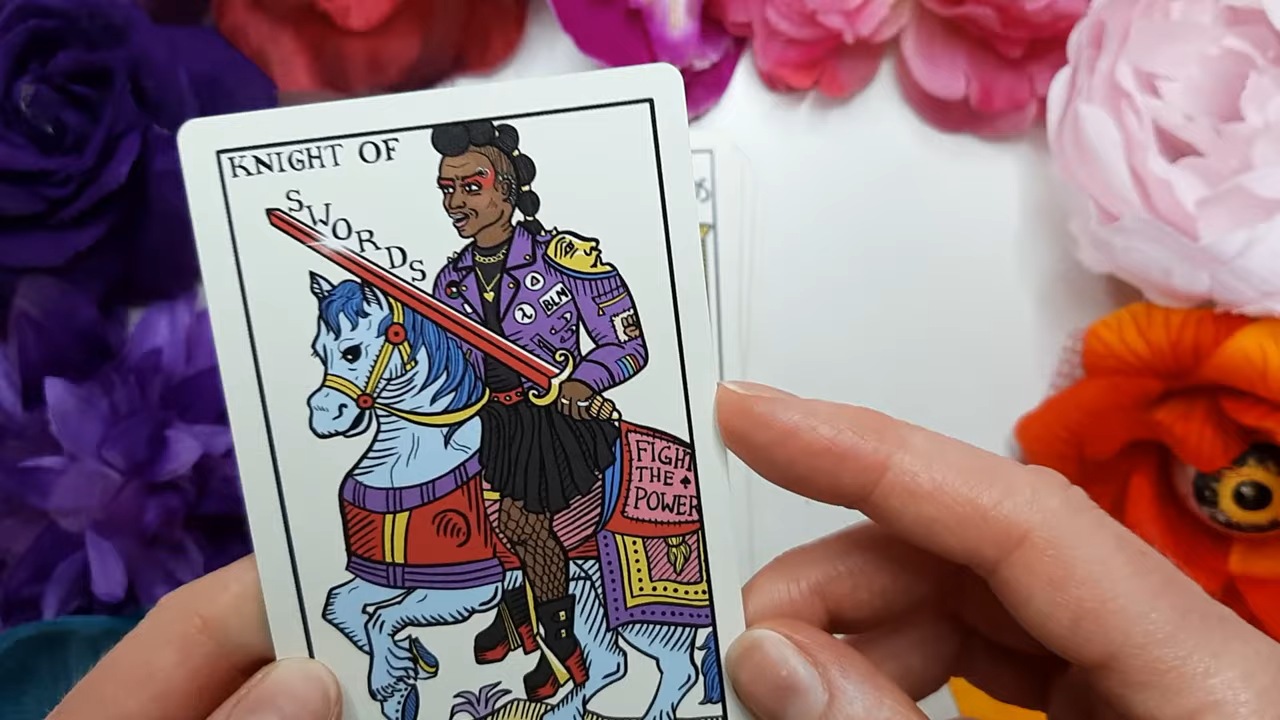 KNIGHT OF
SWORDS
BLM
λ
FIGHT
THE ♠
POWER